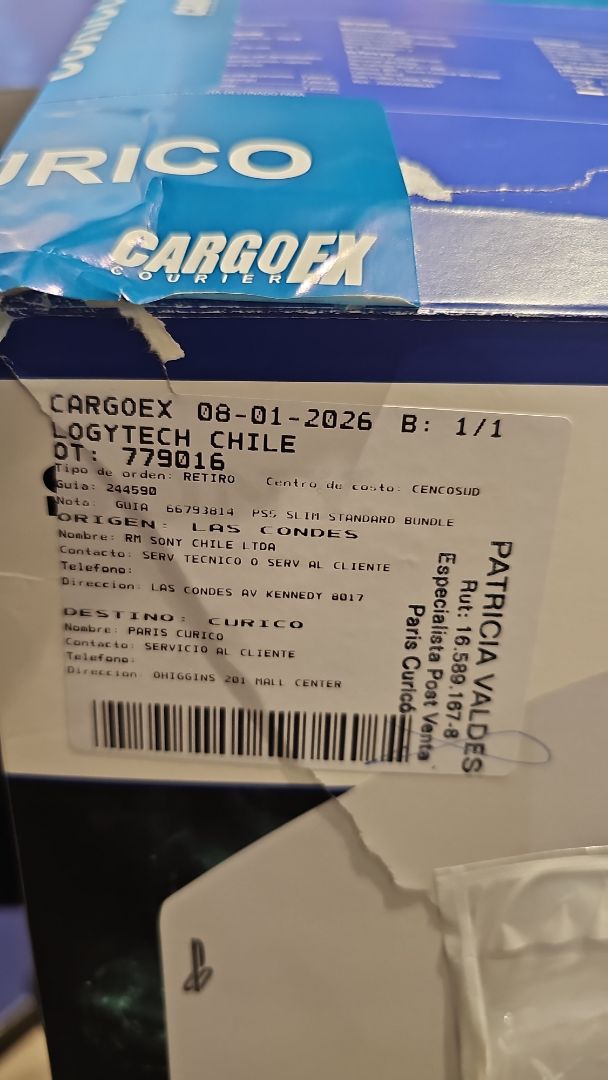 URICO
CARGOEX
COURIER
CARGOEX 08-01-2026 B: 1/1
LOGYTECH CHILE
OT: 779016
Tipo de orden: RETIRO Centro de costo: CENCOSUD
Guia: 244590
Nota: GUIA 66793814 PS5 SLIM STANDARD BUNDLE
ORIGEN: LAS CONDES
Nombre: RM SONY CHILE LTDA
Contacto: SERV TECNICO O SERV AL CLIENTE
Telefono:
Direccion: LAS CONDES AV KENNEDY 8017
DESTINO: CURICO
Nombre: PARIS CURICO
Contacto: SERVICIO AL CLIENTE
Telefono:
Direccion: OHIGGINS 201 MALL CENTER
PATRICIA VALDES
Rut: 16.589.167-8
Especialista Post Venta
Paris Curicó